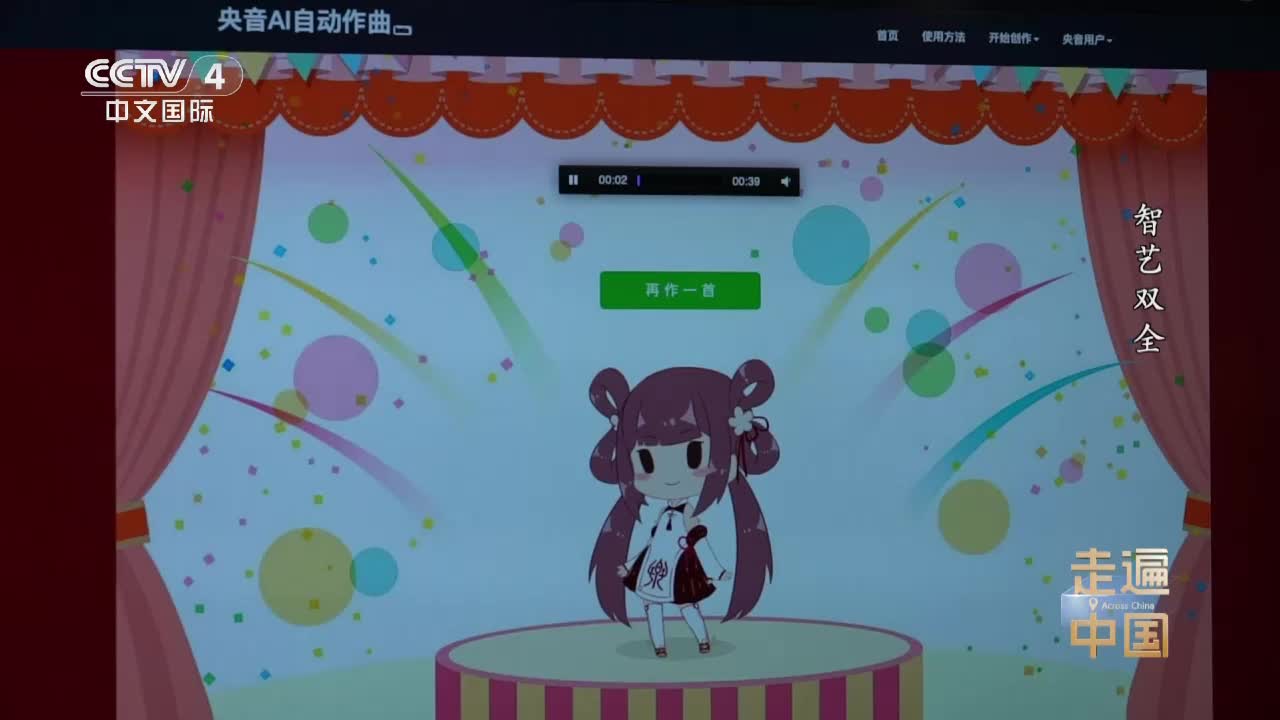 央音AI自动作曲
首页 使用方法 开始创作 央音用户
CCTV 4
中文国际
00:02 00:39
再作一首
智艺双全
走遍
Across China
中国